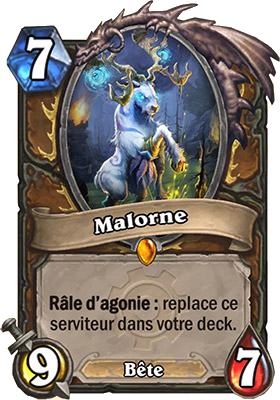 7
Malorne
Râle d'agonie : replace ce
serviteur dans votre deck.
9
Bête
7